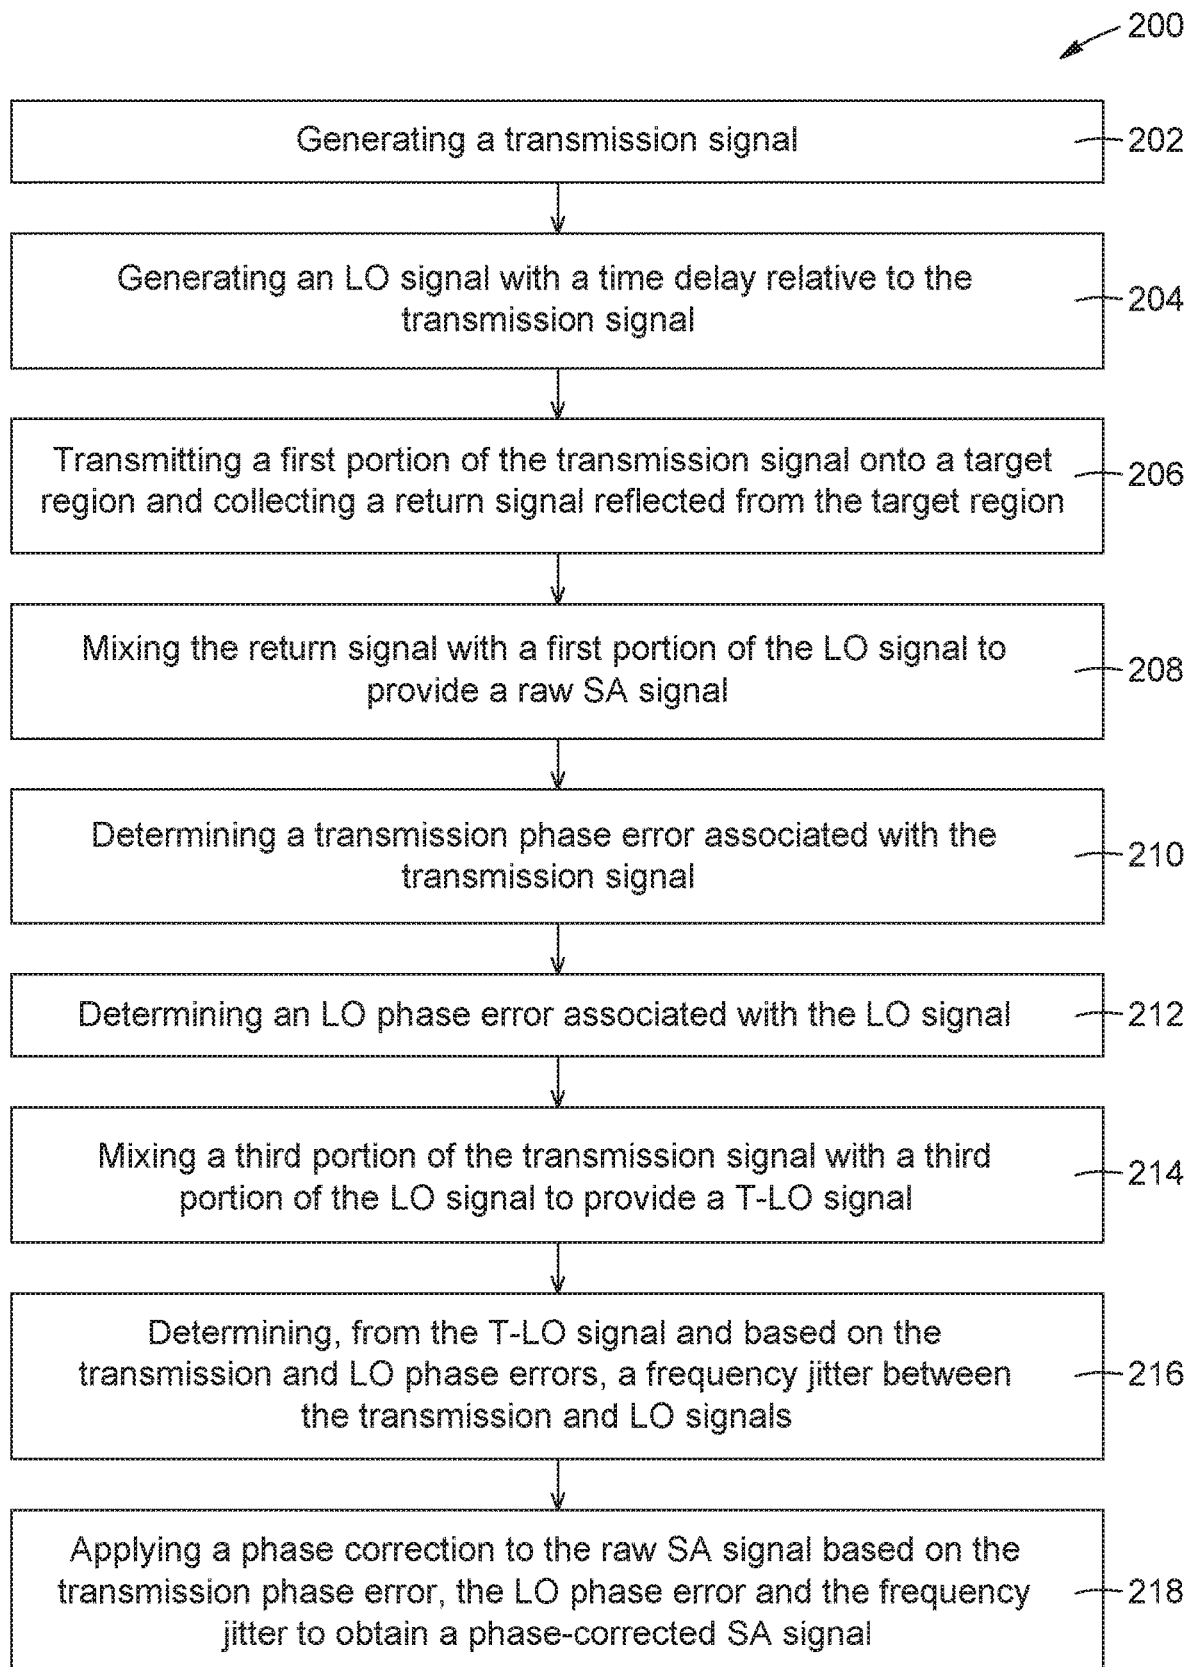 200
Generating a transmission signal
202
Generating an LO signal with a time delay relative to the
transmission signal
204
Transmitting a first portion of the transmission signal onto a target
region and collecting a return signal reflected from the target region
206
Mixing the return signal with a first portion of the LO signal to
provide a raw SA signal
208
Determining a transmission phase error associated with the
transmission signal
210
Determining an LO phase error associated with the LO signal
212
Mixing a third portion of the transmission signal with a third
portion of the LO signal to provide a T-LO signal
214
Determining, from the T-LO signal and based on the
transmission and LO phase errors, a frequency jitter between
the transmission and LO signals
216
Applying a phase correction to the raw SA signal based on the
transmission phase error, the LO phase error and the frequency
jitter to obtain a phase-corrected SA signal
218